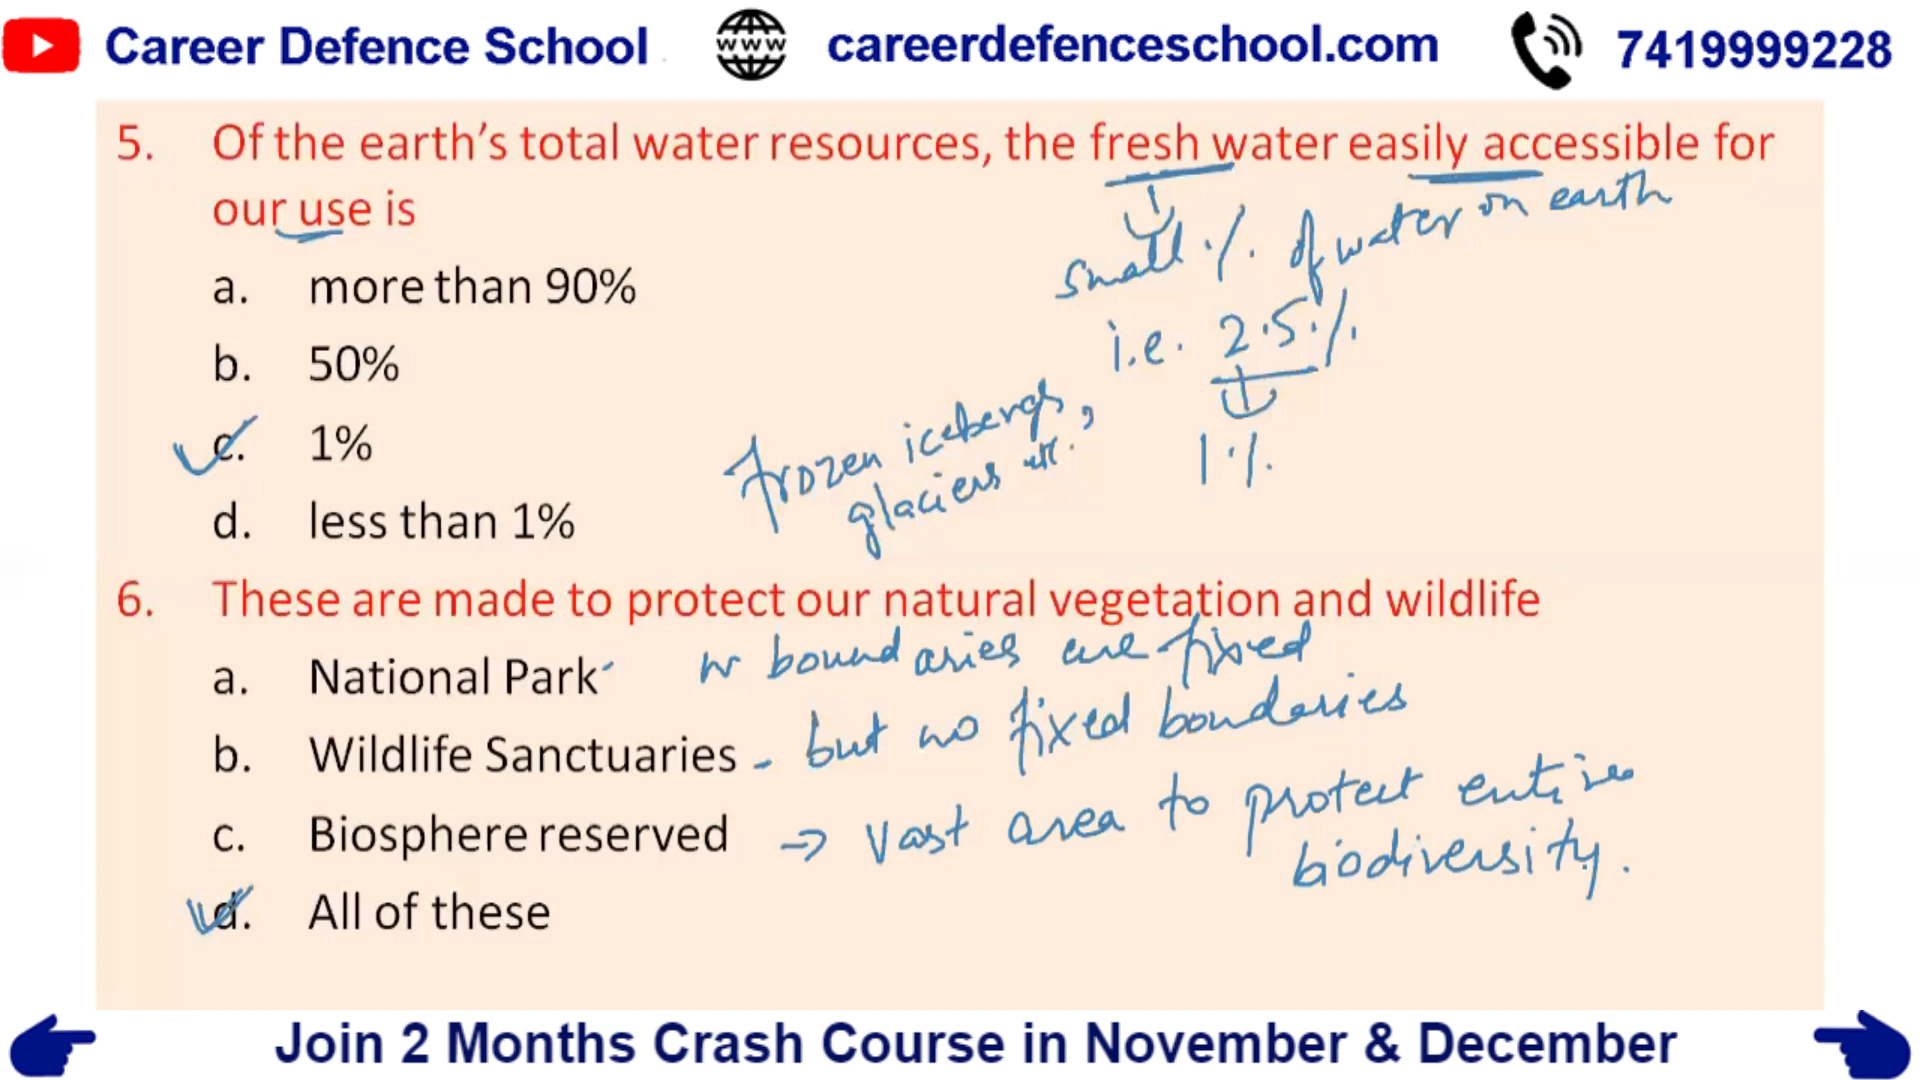 Career Defence School www careerdefenceschool.com 7419999228
5. Of the earth's total water resources, the fresh water easily accessible for
our use is
small % of water on earth
a. more than 90%
i.e. 2.5%
b. 50%
c. 1%
1%
frozen icebergs,
glaciers etc.
d. less than 1%
6. These are made to protect our natural vegetation and wildlife
a. National Park boundaries are fixed
b. Wildlife Sanctuaries - but no fixed boundaries
c. Biosphere reserved → vast area to protect entire
biodiversity.
d. All of these
Join 2 Months Crash Course in November & December